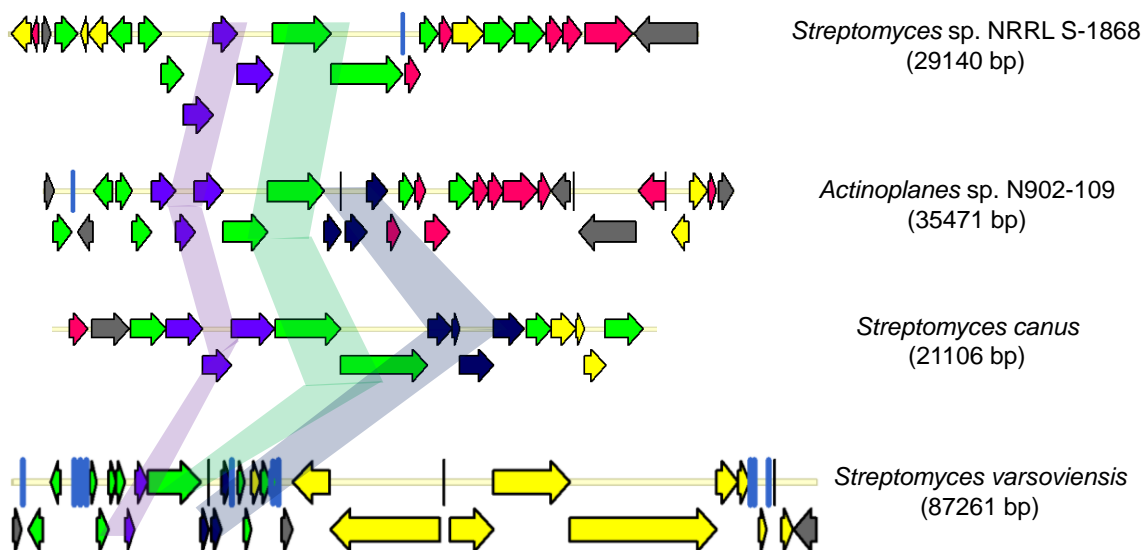 Streptomyces sp. NRRL S-1868
(29140 bp)
Actinoplanes sp. N902-109
(35471 bp)
Streptomyces canus
(21106 bp)
Streptomyces varsoviensis
(87261 bp)